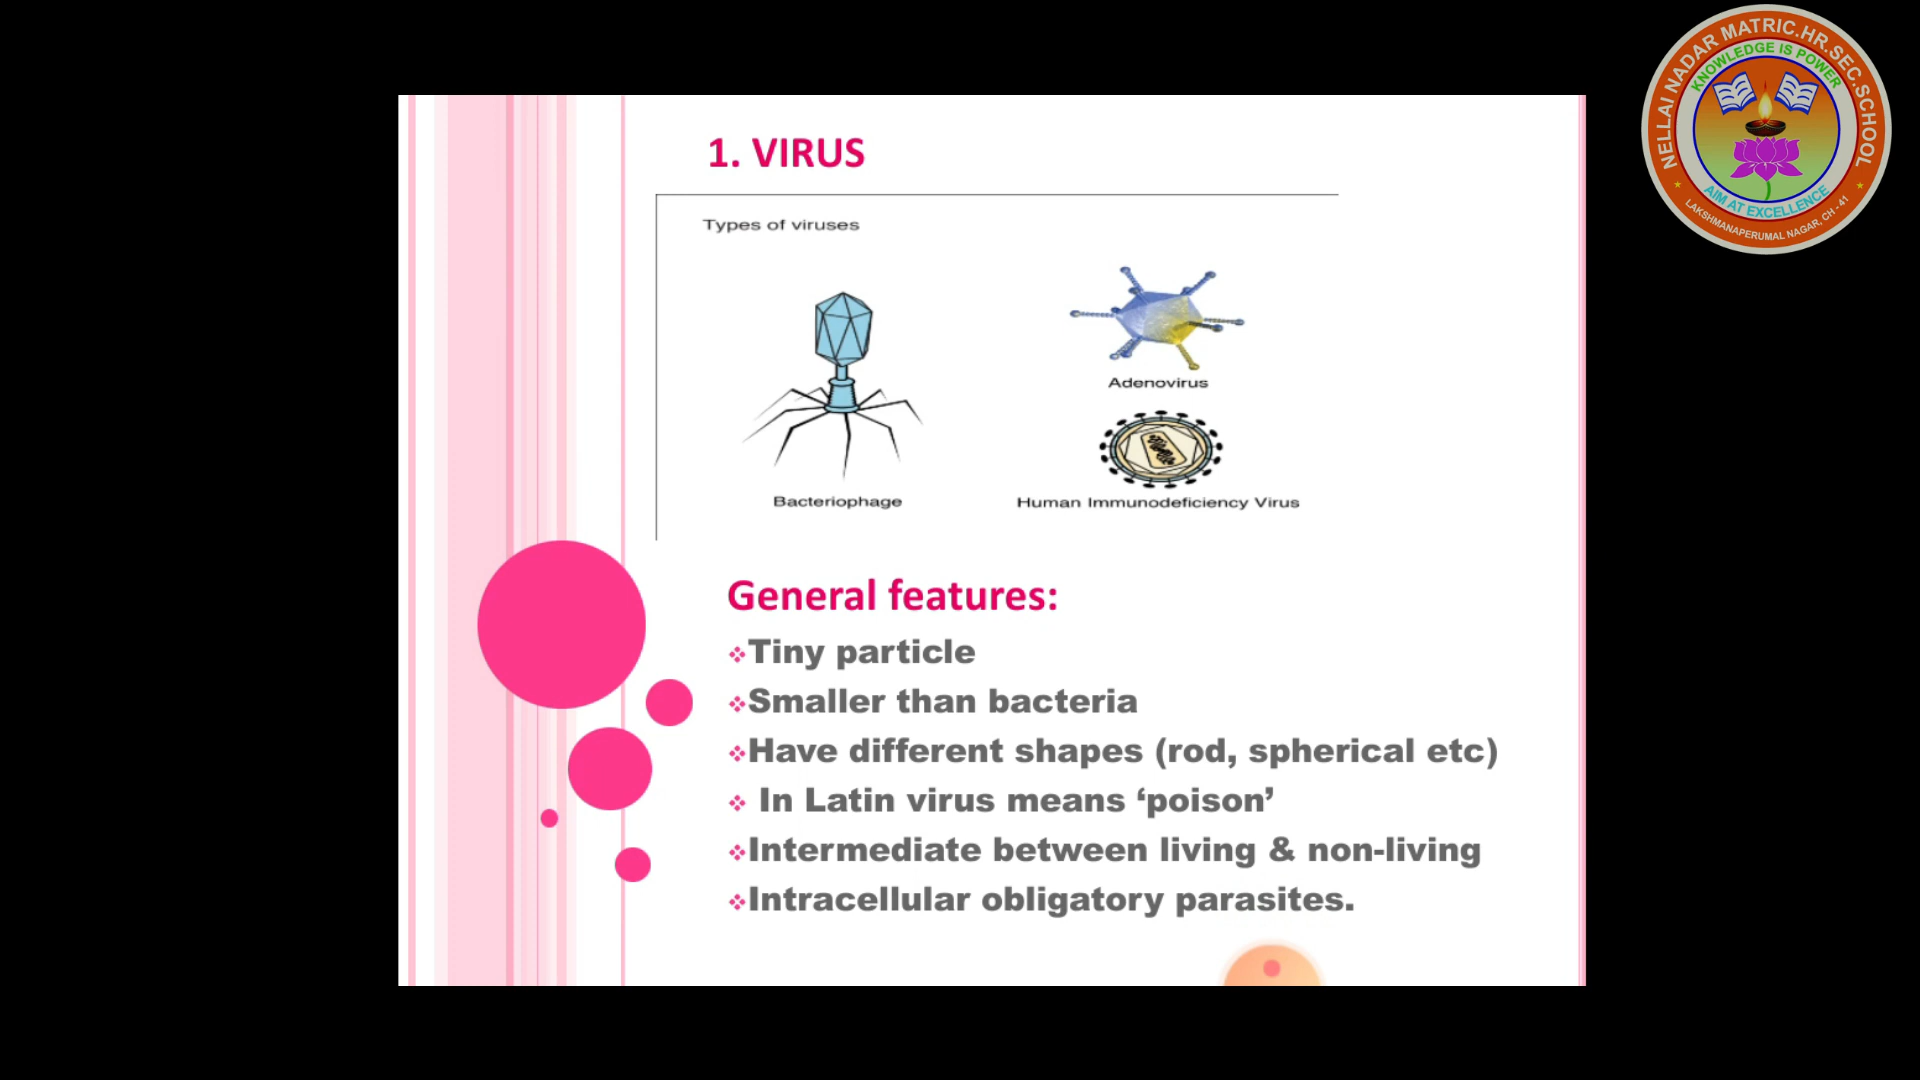 1. VIRUS
Types of viruses
Adenovirus
Bacteriophage
Human Immunodeficiency Virus
General features:
❖Tiny particle
❖Smaller than bacteria
❖Have different shapes (rod, spherical etc)
❖ In Latin virus means ‘poison’
❖Intermediate between living & non-living
❖Intracellular obligatory parasites.
NELLAI NADAR MATRIC.HR.SEC.SCHOOL
KNOWLEDGE IS POWER
AIM AT EXCELLENCE
LAKSHMANAPERUMAL NAGAR, CH - 41